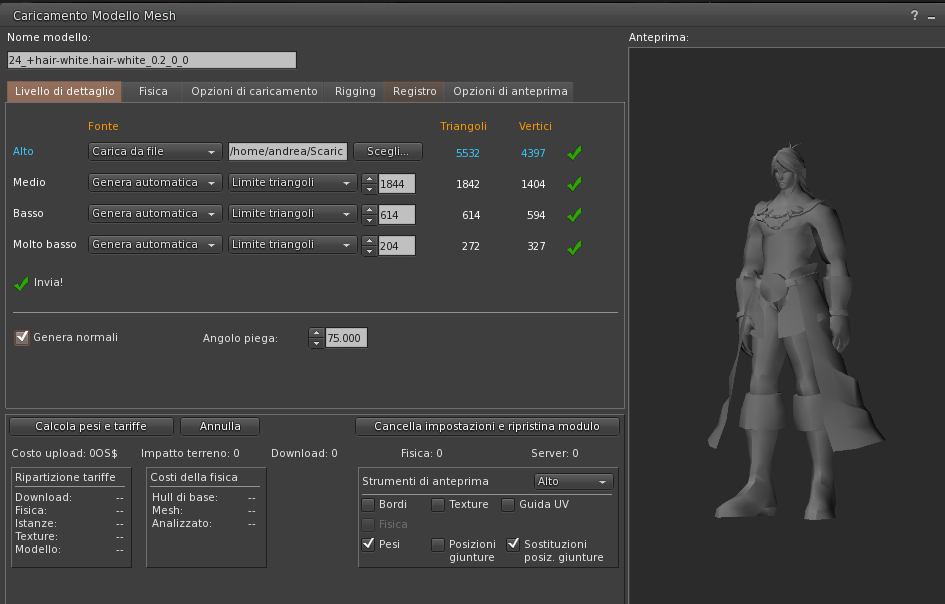 Caricamento Modello Mesh
?
Nome modello:
24_+hair-white.hair-white_0.2_0_0
Anteprima:
Livello di dettaglio Fisica Opzioni di caricamento Rigging Registro Opzioni di anteprima
Fonte Triangoli Vertici
Alto Carica da file /home/andrea/Scaric Scegli... 5532 4397
Medio Genera automatica Limite triangoli 1844 1842 1404
Basso Genera automatica Limite triangoli 614 614 594
Molto basso Genera automatica Limite triangoli 204 272 327
Invia!
Genera normali Angolo piega: 75.000
Calcola pesi e tariffe Annulla Cancella impostazioni e ripristina modulo
Costo upload: 0OS$ Impatto terreno: 0 Download: 0 Fisica: 0 Server: 0
Ripartizione tariffe
Download: --
Fisica: --
Istanze: --
Texture: --
Modello: --
Costi della fisica
Hull di base: --
Mesh: --
Analizzato: --
Strumenti di anteprima Alto
Bordi Texture Guida UV
Fisica
Pesi Posizioni giunture Sostituzioni posiz. giunture